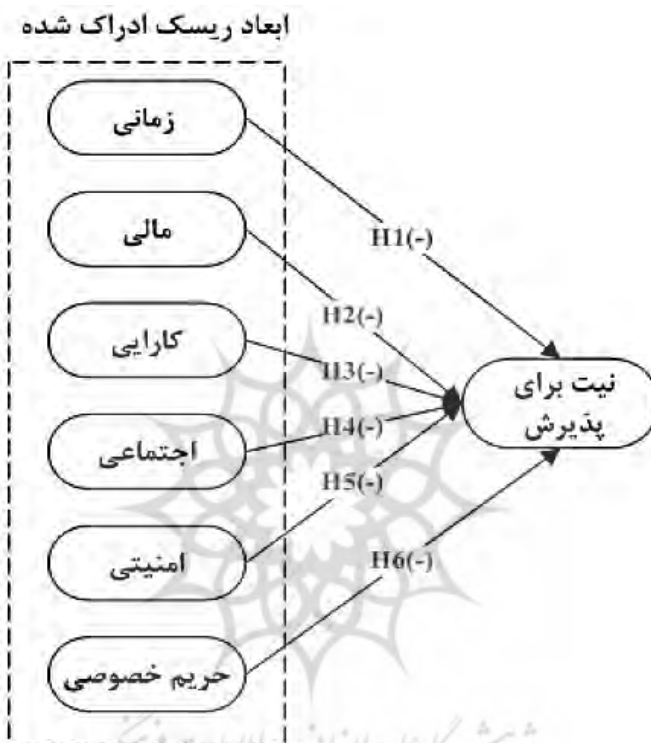 ابعاد ریسک ادراک شده
زمانی
مالی
کارایی
اجتماعی
امنیتی
حریم خصوصی
H1(-)
H2(-)
H3(-)
H4(-)
H5(-)
H6(-)
نیت برای
پذیرش